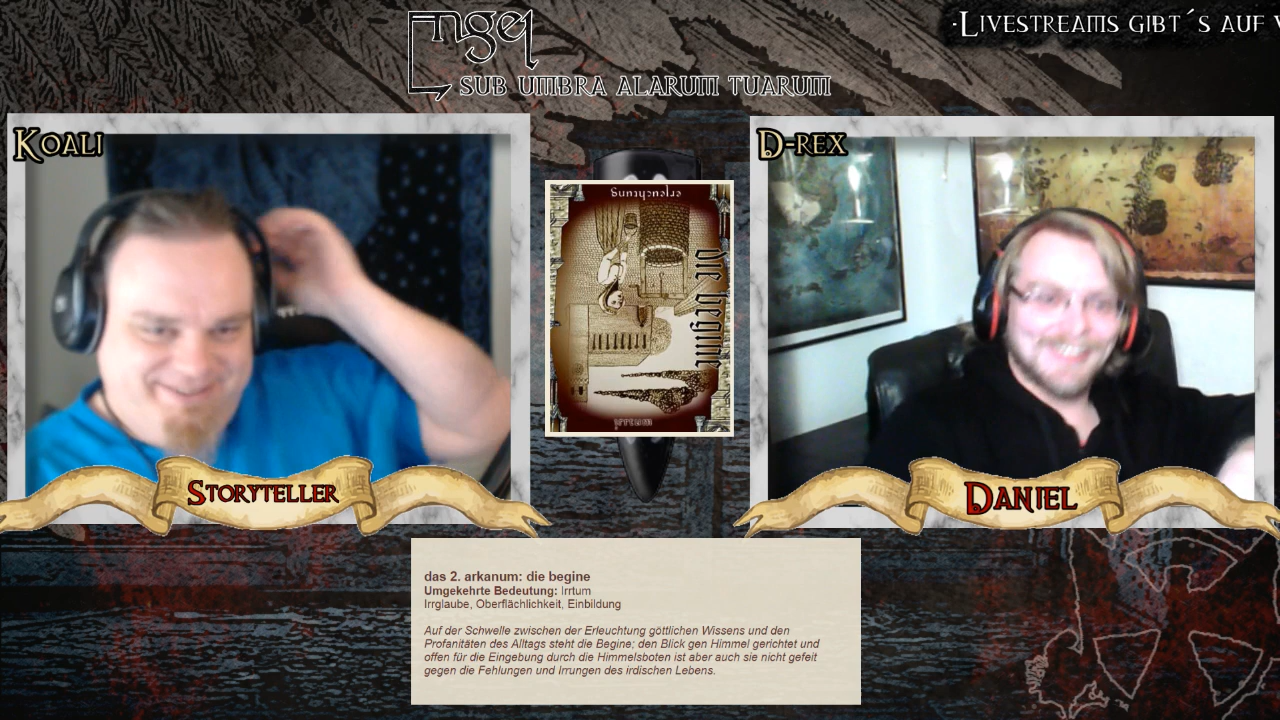 Engel
SUB UMBRA ALARUM TUARUM
·LIVESTREAMS GIBT´S AUF
KOALI
D-REX
erleuchtung
die begine
irrtum
STORYTELLER
DANIEL
das 2. arkanum: die begine
Umgekehrte Bedeutung: Irrtum
Irrglaube, Oberflächlichkeit, Einbildung
Auf der Schwelle zwischen der Erleuchtung göttlichen Wissens und den
Profanitäten des Alltags steht die Begine; den Blick gen Himmel gerichtet und
offen für die Eingebung durch die Himmelsboten ist aber auch sie nicht gefeit
gegen die Fehlungen und Irrungen des irdischen Lebens.